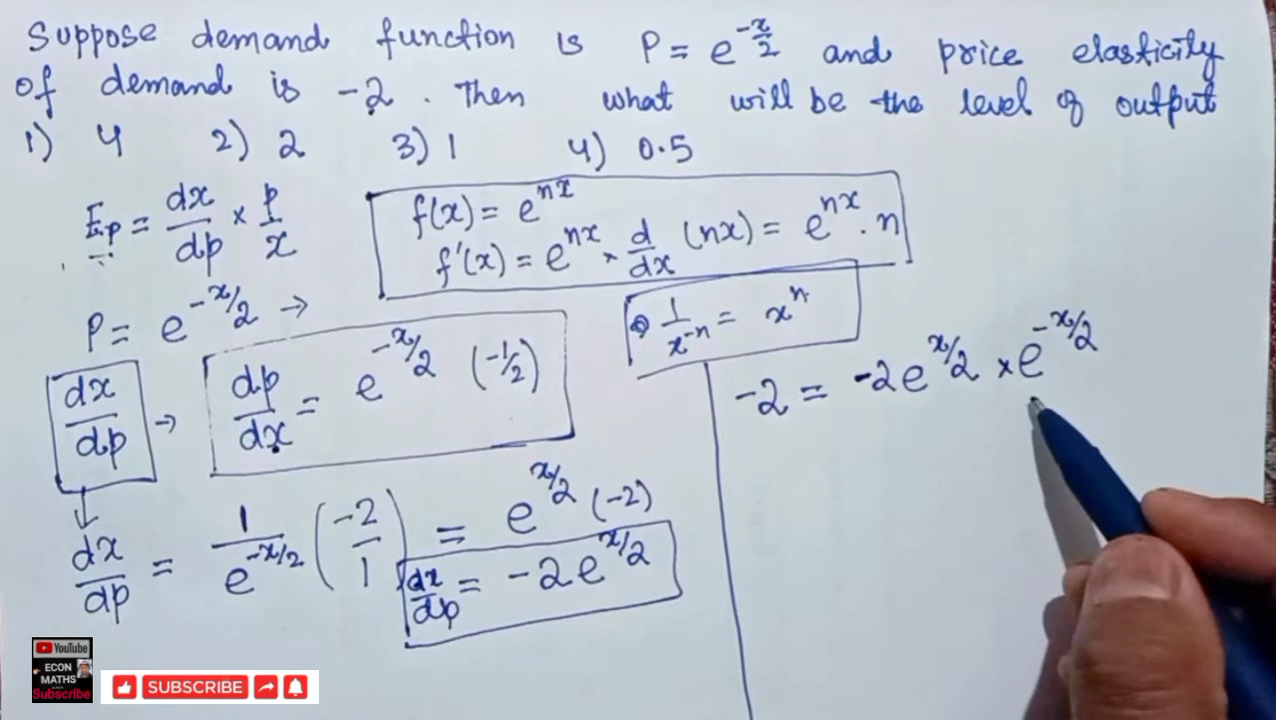 Suppose demand function is P = e^{-x/2} and price elasticity
of demand is -2. Then what will be the level of output
1) 4 2) 2 3) 1 4) 0.5
Ep = dx/dp × p/x
f(x) = e^{nx}
f'(x) = e^{nx} × d/dx (nx) = e^{nx} . n
1/x^{-n} = x^n
P = e^{-x/2} →
dx/dp → dp/dx = e^{-x/2} (-1/2)
dx/dp = 1/e^{-x/2} (-2/1) = e^{x/2} (-2)
dx/dp = -2e^{x/2}
-2 = -2e^{x/2} × e^{-x/2}
YouTube
ECON
MATHS
Subscribe
SUBSCRIBE